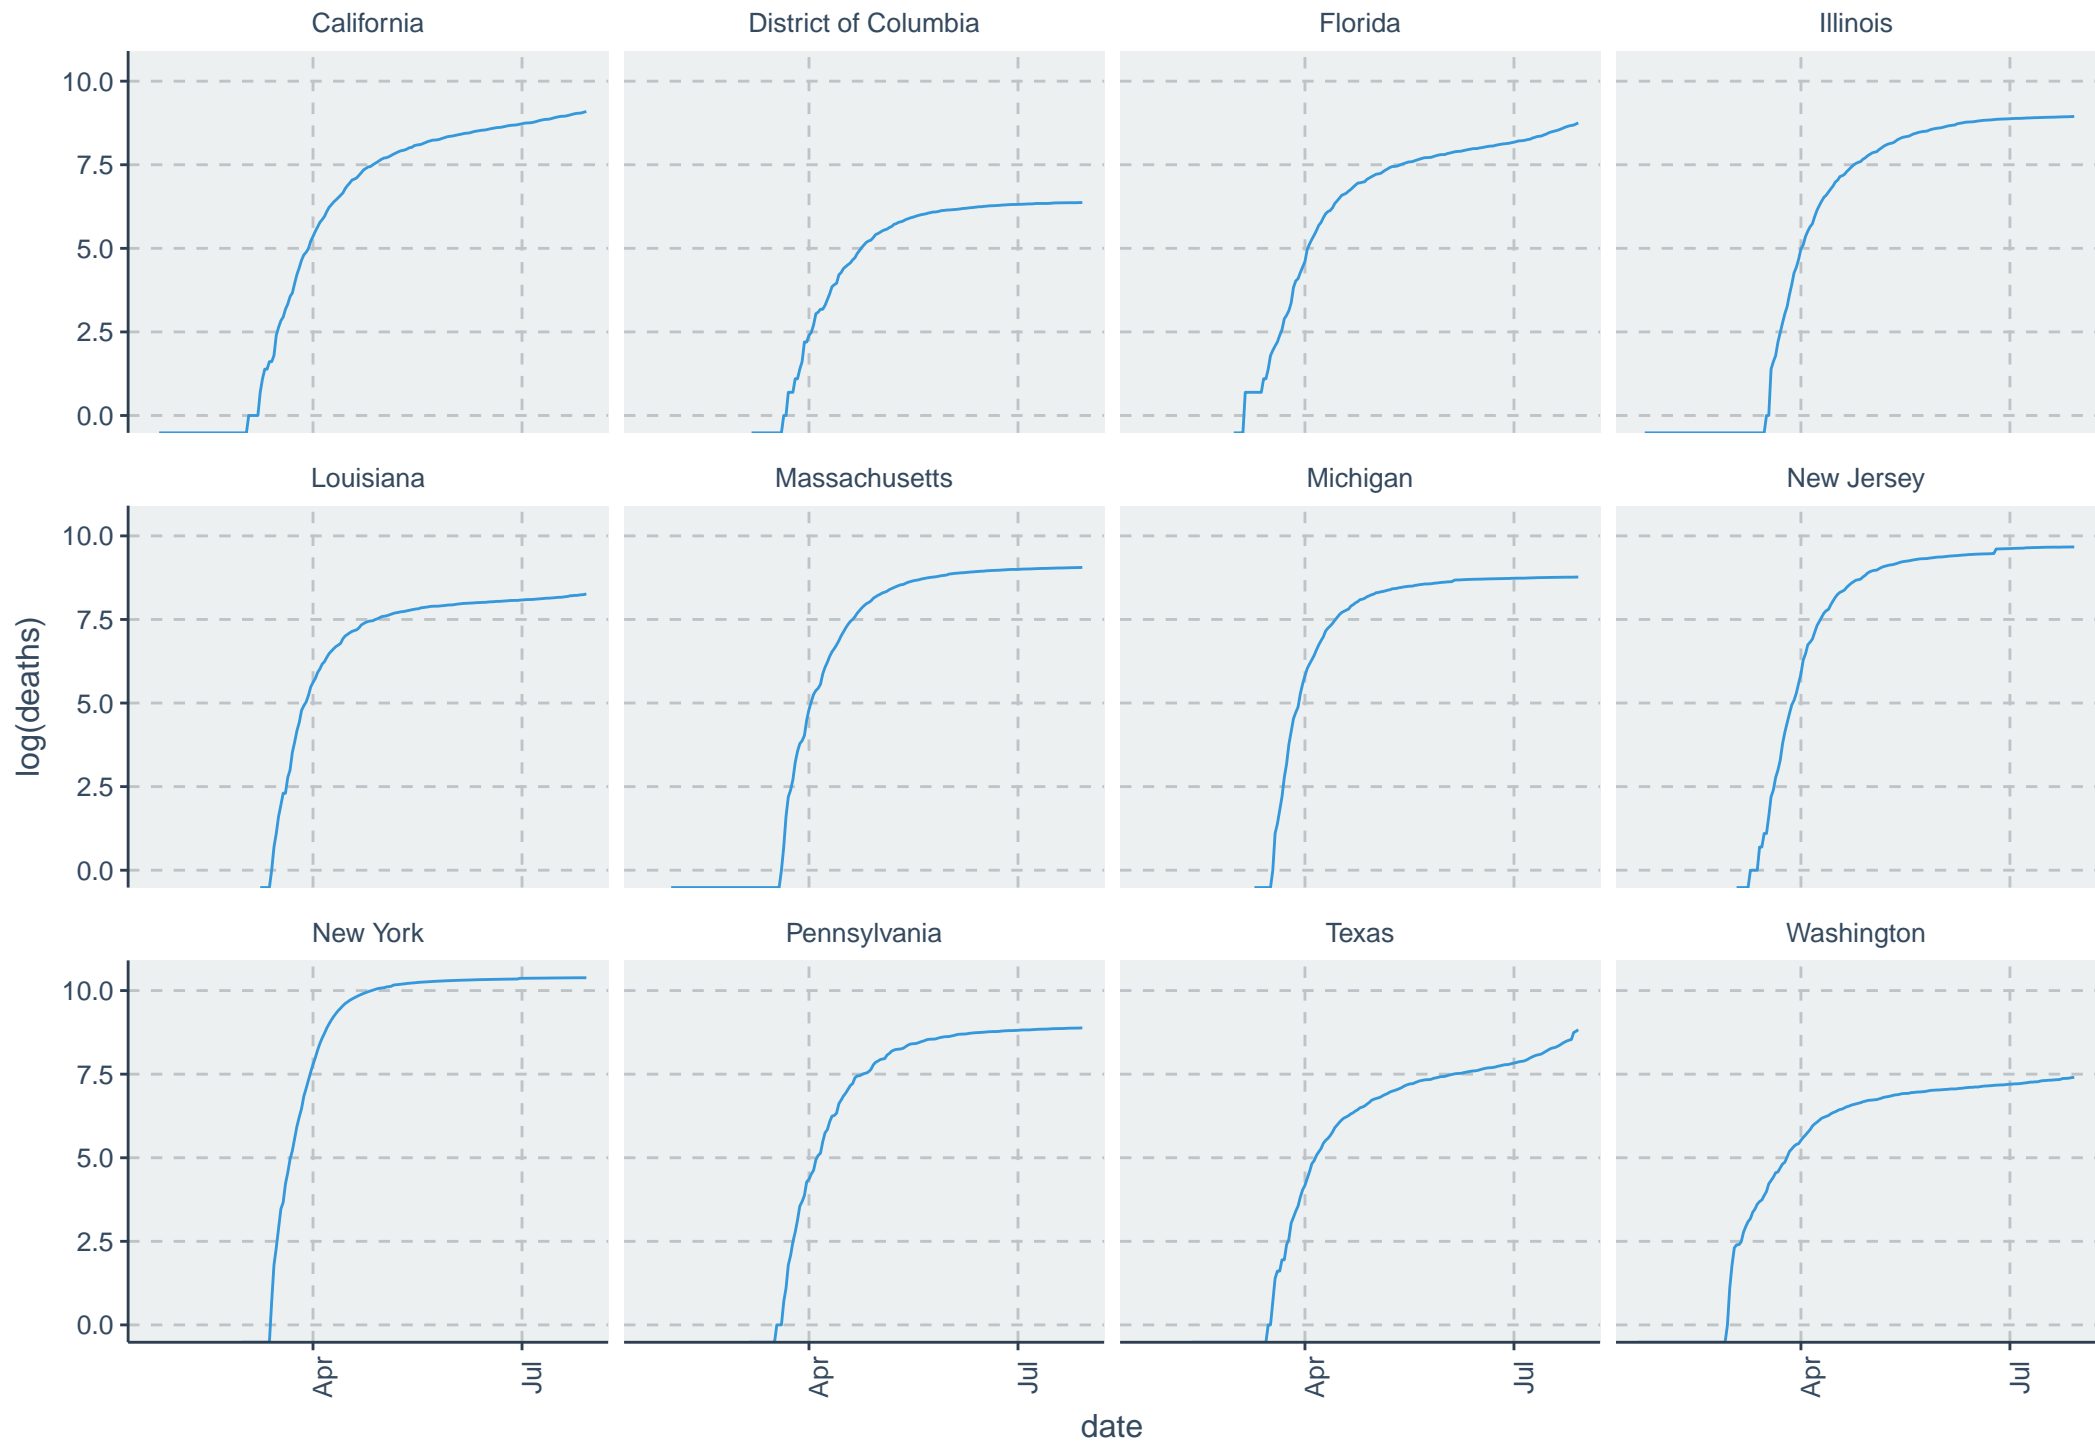 California
District of Columbia
Florida
Illinois
10.0
7.5
5.0
2.5
0.0
Louisiana
Massachusetts
Michigan
New Jersey
10.0
7.5
5.0
2.5
0.0
log(deaths)
New York
Pennsylvania
Texas
Washington
10.0
7.5
5.0
2.5
0.0
Apr
Jul
Apr
Jul
Apr
Jul
Apr
Jul
date